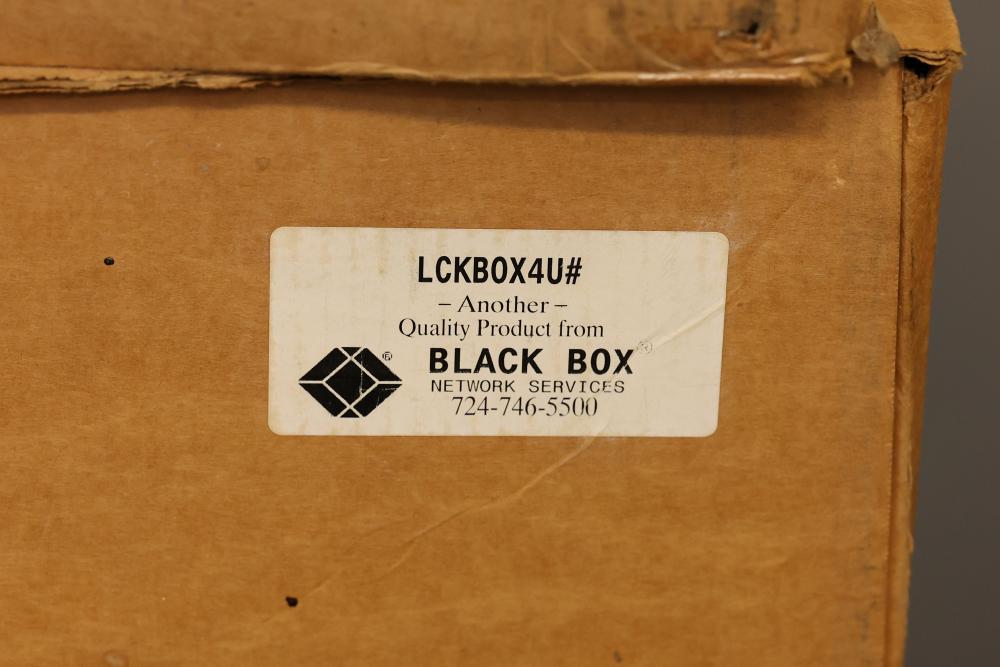 LCKBOX4U#
– Another –
Quality Product from
BLACK BOX®
®
NETWORK SERVICES
724-746-5500